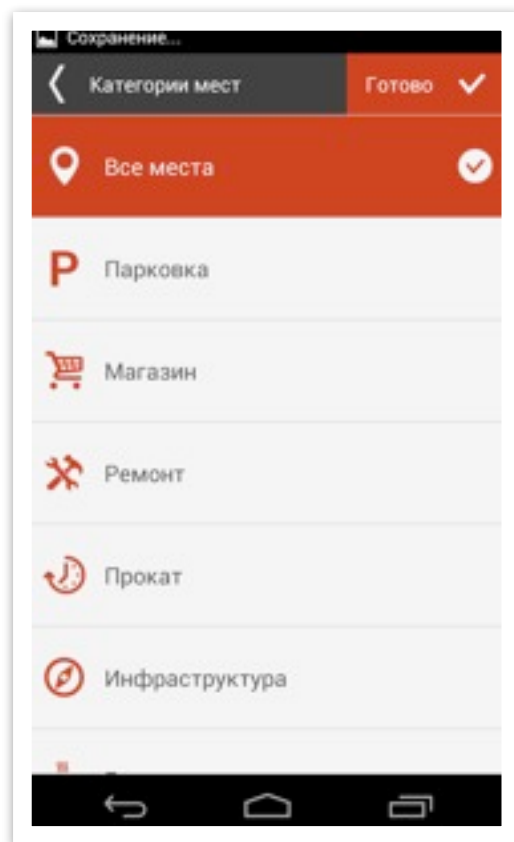 Сохранение...
Категории мест Готово
Все места
P Парковка
Магазин
Ремонт
Прокат
Инфраструктура